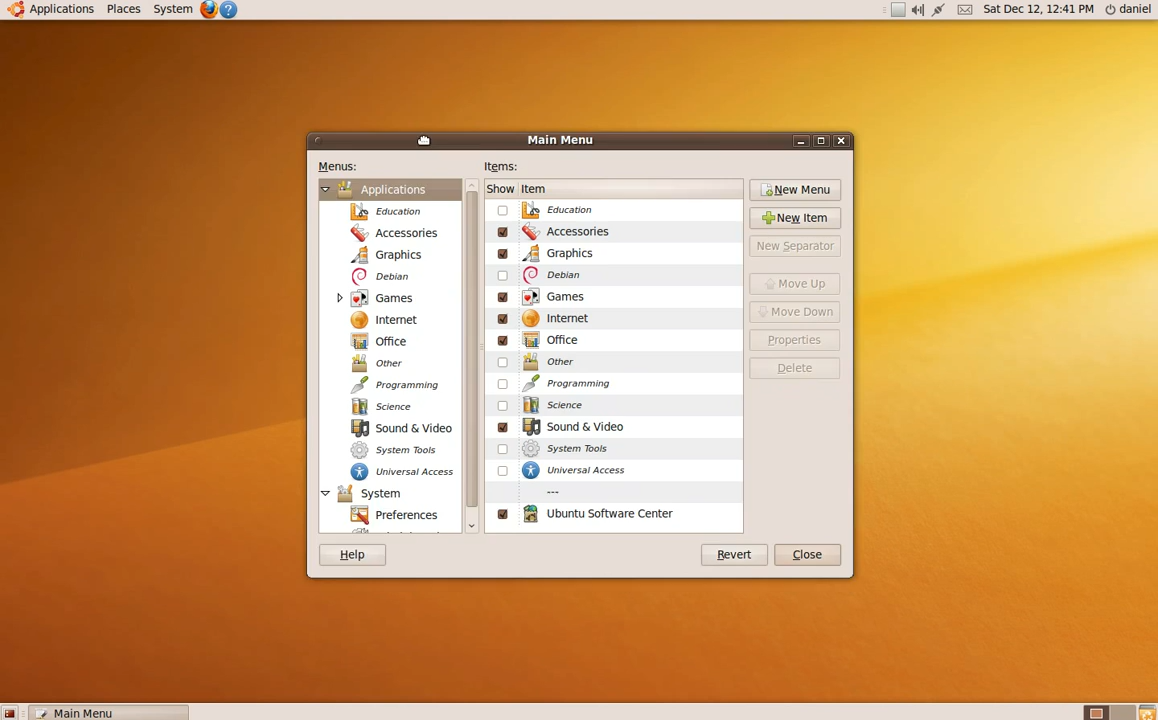 Applications Places System Sat Dec 12, 12:41 PM daniel
Main Menu
Menus:
Applications
Education
Accessories
Graphics
Debian
Games
Internet
Office
Other
Programming
Science
Sound & Video
System Tools
Universal Access
System
Preferences
Items:
Show Item
Education
Accessories
Graphics
Debian
Games
Internet
Office
Other
Programming
Science
Sound & Video
System Tools
Universal Access
---
Ubuntu Software Center
New Menu
New Item
New Separator
Move Up
Move Down
Properties
Delete
Help Revert Close
Main Menu